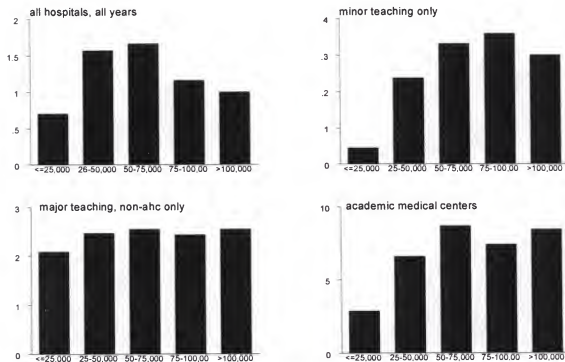 all hospitals, all years
2
1.5
1
.5
0
<=25,000 26-50,000 50-75,000 75-100,00 >100,000
minor teaching only
.4
.3
.2
.1
0
<=25,000 25-50,000 50-75,000 75-100,00 >100,000
major teaching, non-ahc only
3
2
1
0
<=25,000 25-50,000 50-75,000 75-100,00 >100,000
academic medical centers
10
5
0
<=25,000 25-50,000 50-75,000 75-100,00 >100,000